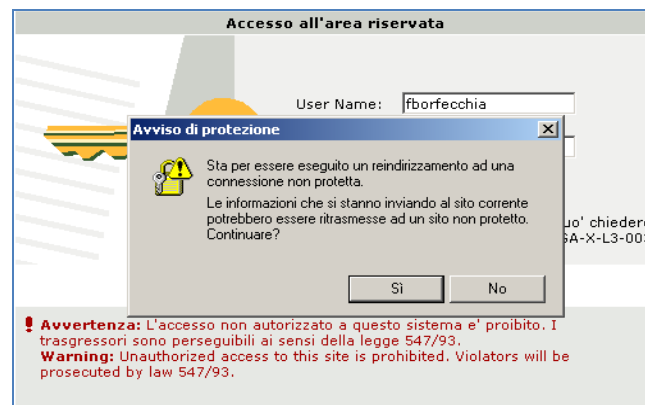 Accesso all'area riservata
User Name: fborfecchia
Avviso di protezione
Sta per essere eseguito un reindirizzamento ad una
connessione non protetta.
Le informazioni che si stanno inviando al sito corrente
potrebbero essere ritrasmesse ad un sito non protetto.
Continuare?
chiedere
Sì No
! Avvertenza: L'accesso non autorizzato a questo sistema e' proibito. I
trasgressori sono perseguibili ai sensi della legge 547/93.
Warning: Unauthorized access to this site is prohibited. Violators will be
prosecuted by law 547/93.